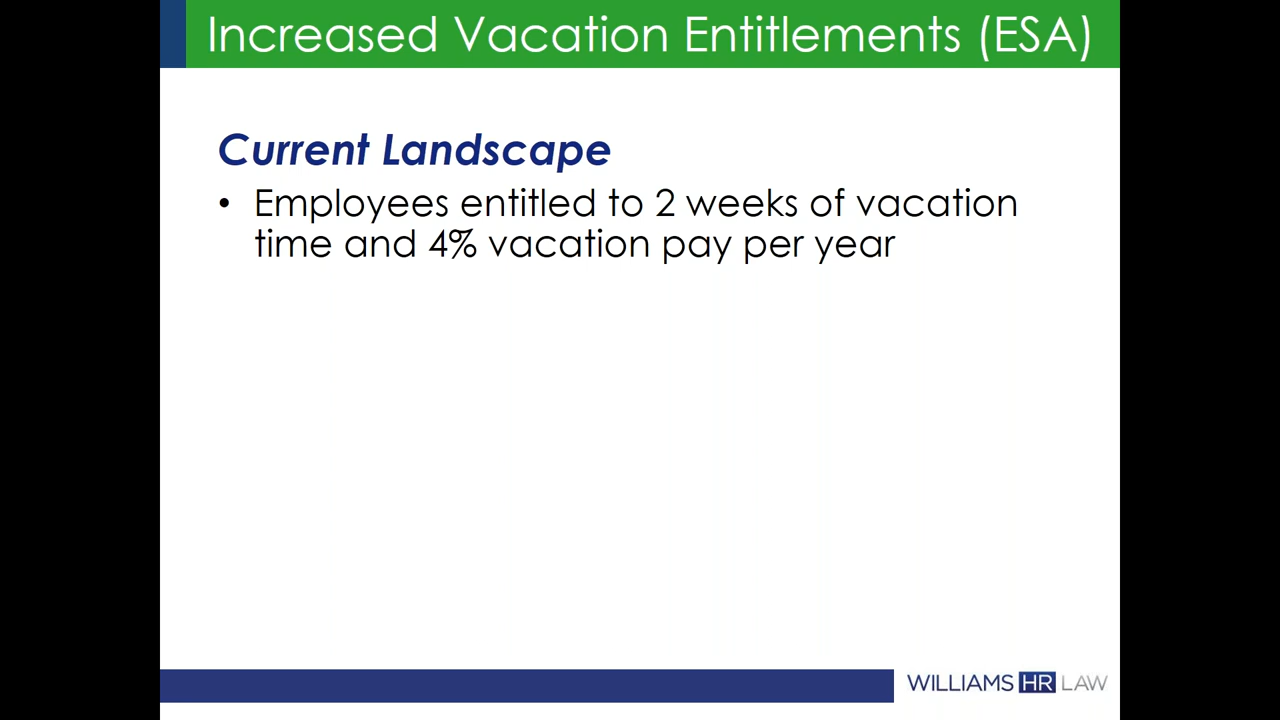 Increased Vacation Entitlements (ESA)
Current Landscape
• Employees entitled to 2 weeks of vacation
time and 4% vacation pay per year
WILLIAMS HR LAW